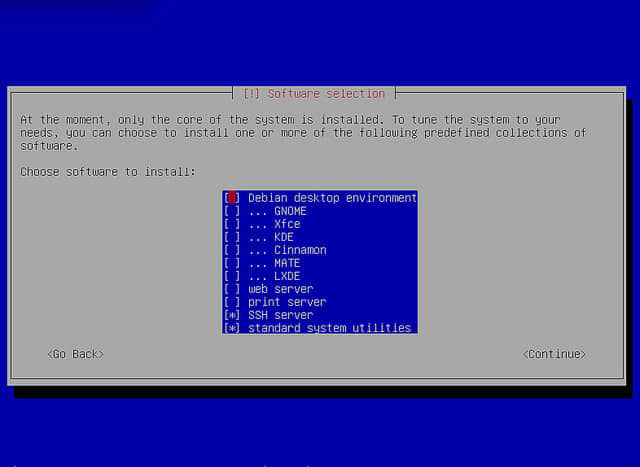 [!] Software selection
At the moment, only the core of the system is installed. To tune the system to your
needs, you can choose to install one or more of the following predefined collections of
software.
Choose software to install:
[ ] Debian desktop environment
[ ] ... GNOME
[ ] ... Xfce
[ ] ... KDE
[ ] ... Cinnamon
[ ] ... MATE
[ ] ... LXDE
[ ] web server
[ ] print server
[*] SSH server
[*] standard system utilities
<Go Back> <Continue>